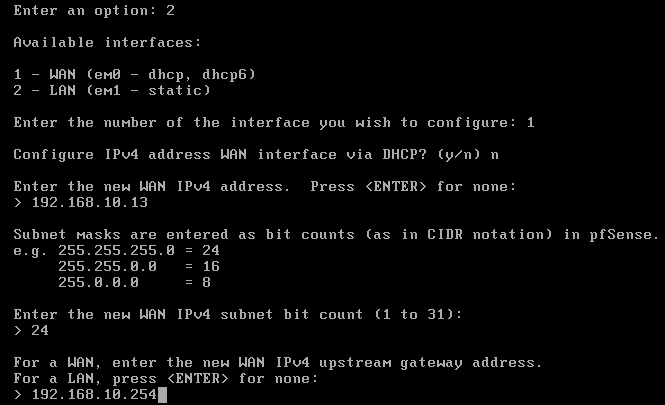 Enter an option: 2
Available interfaces:
1 - WAN (em0 - dhcp, dhcp6)
2 - LAN (em1 - static)
Enter the number of the interface you wish to configure: 1
Configure IPv4 address WAN interface via DHCP? (y/n) n
Enter the new WAN IPv4 address.  Press <ENTER> for none:
> 192.168.10.13
Subnet masks are entered as bit counts (as in CIDR notation) in pfSense.
e.g. 255.255.255.0 = 24
     255.255.0.0   = 16
     255.0.0.0     = 8
Enter the new WAN IPv4 subnet bit count (1 to 31):
> 24
For a WAN, enter the new WAN IPv4 upstream gateway address.
For a LAN, press <ENTER> for none:
> 192.168.10.254